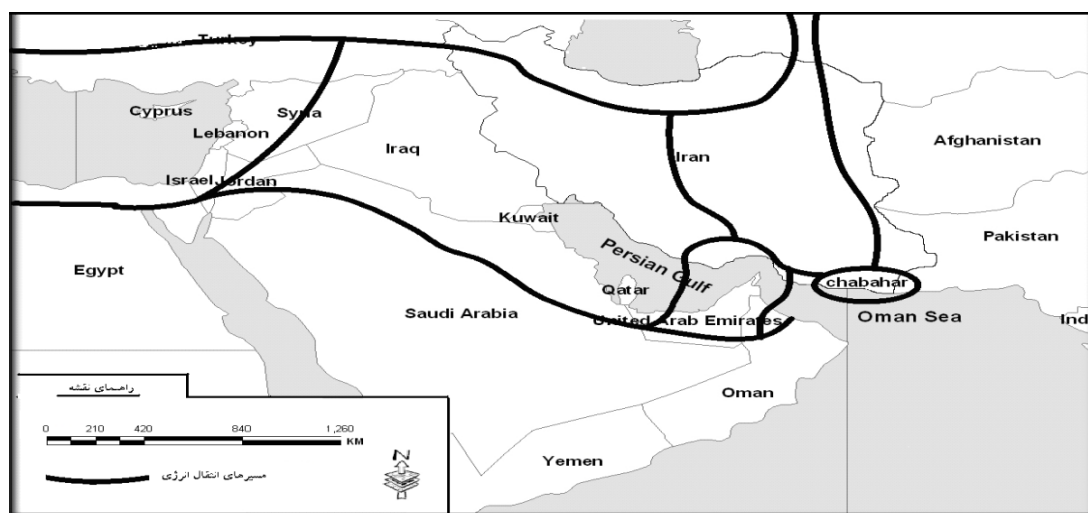 Turkey
Cyprus
Syria
Lebanon
Iraq
Iran
Afghanistan
Israel
Jordan
Kuwait
Pakistan
Egypt
Persian Gulf
Qatar
chabahar
Saudi Arabia
United Arab Emirates
Oman Sea
Ind
Oman
Yemen
راهنمای نقشه
0 210 420 840 1,260
KM
مسیرهای انتقال انرژی
N